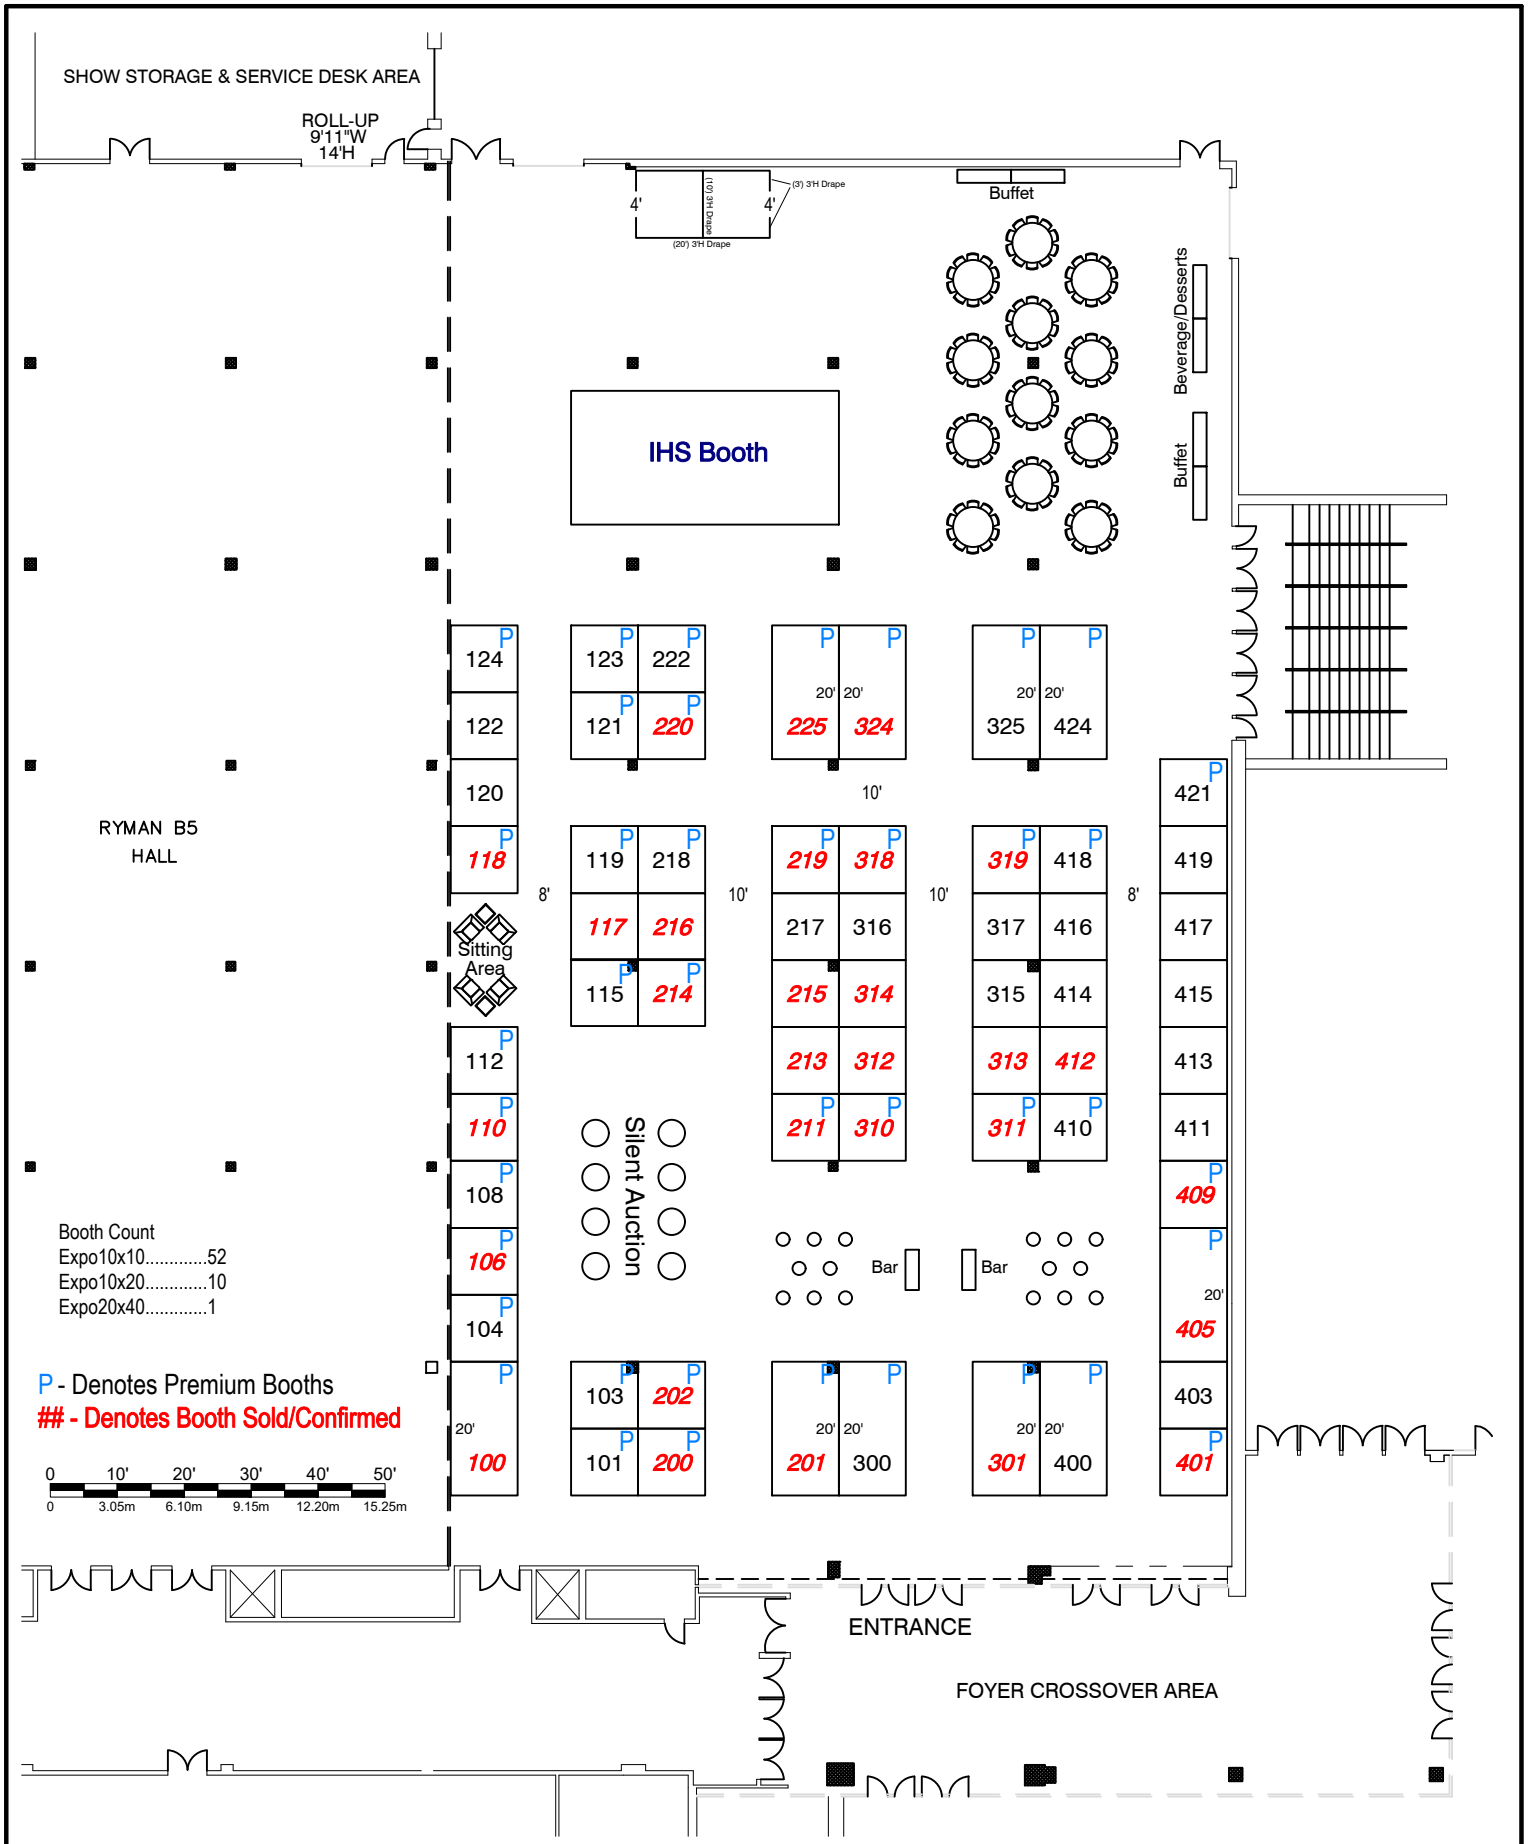 SHOW STORAGE & SERVICE DESK AREA
ROLL-UP
9'11"W
14'H
4'
(10') 3'H Drape
4'
(3') 3'H Drape
(20') 3'H Drape
Buffet
Beverage/Desserts
Buffet
IHS Booth
P P P P P P P
124 123 222
20' 20' 20' 20'
P P
122 121 220 225 324 325 424
10'
P
120 421
RYMAN B5
HALL
P P P P P P P
118 119 218 219 318 319 418 419
8' 10' 10' 8'
117 216 217 316 317 416 417
Sitting
Area
P P
115 214 215 314 315 414 415
P
112 213 312 313 412 413
P P P P P
110 211 310 311 410 411
Silent Auction
P
108 409
Booth Count
Expo10x10.............52
Expo10x20.............10
Expo20x40.............1
P P
106
Bar Bar
20'
104 405
P - Denotes Premium Booths
## - Denotes Booth Sold/Confirmed
P P P P P P P
103 202 403
20' 20' 20' 20' 20'
P P P
100 101 200 201 300 301 400 401
0 10' 20' 30' 40' 50'
0 3.05m 6.10m 9.15m 12.20m 15.25m
ENTRANCE
FOYER CROSSOVER AREA